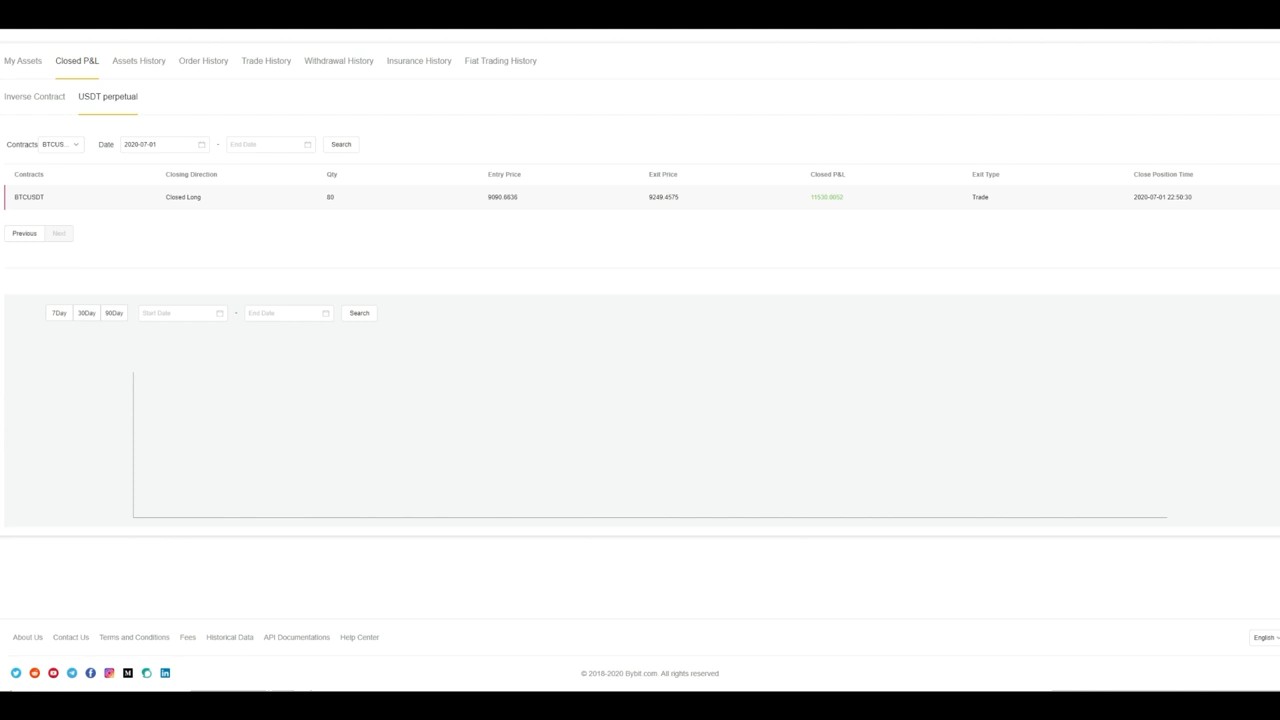 My Assets Closed P&L Assets History Order History Trade History Withdrawal History Insurance History Fiat Trading History
Inverse Contract USDT perpetual
Contracts BTCUS... Date 2020-07-01 - End Date Search
Contracts Closing Direction Qty Entry Price Exit Price Closed P&L Exit Type Close Position Time
BTCUSDT Closed Long 80 9090.6636 9249.4575 Trade 2020-07-01 22:50:30
Previous Next
7Day 30Day 90Day Start Date - End Date Search
About Us Contact Us Terms and Conditions Fees Historical Data API Documentations Help Center English
© 2018-2020 Bybit.com. All rights reserved